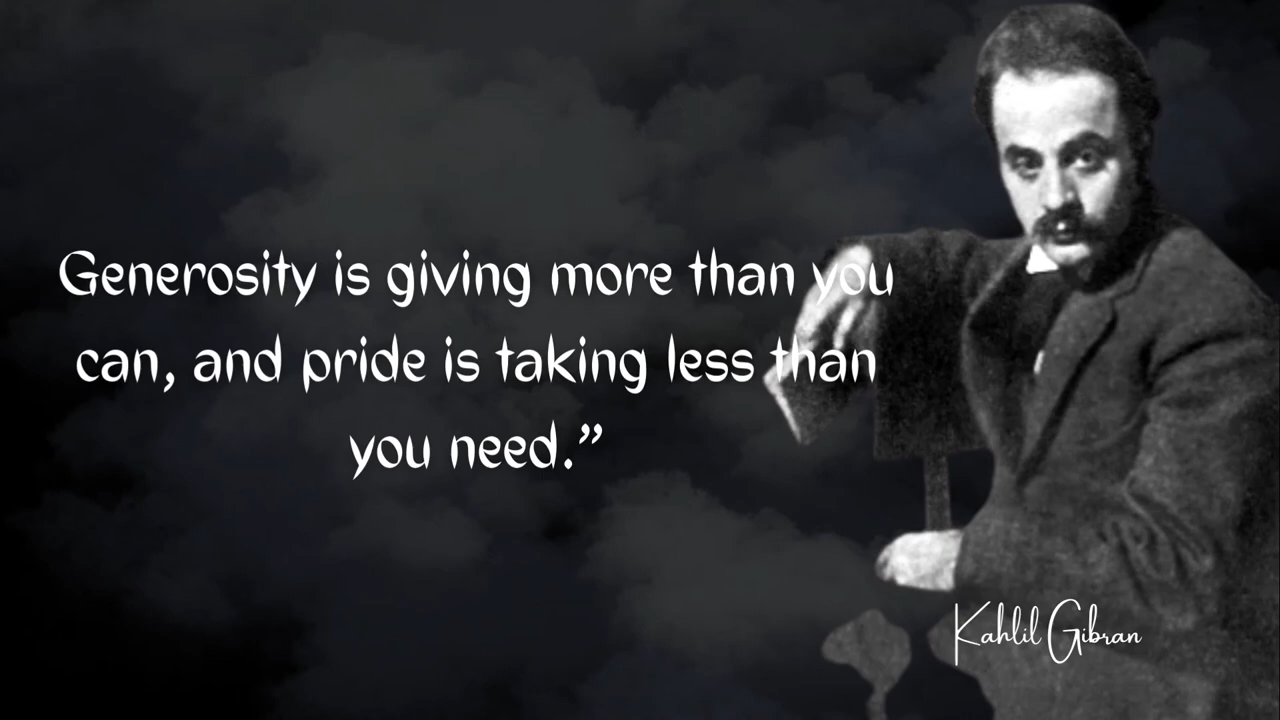 Generosity is giving more than you
can, and pride is taking less than
you need.”
Kahlil Gibran